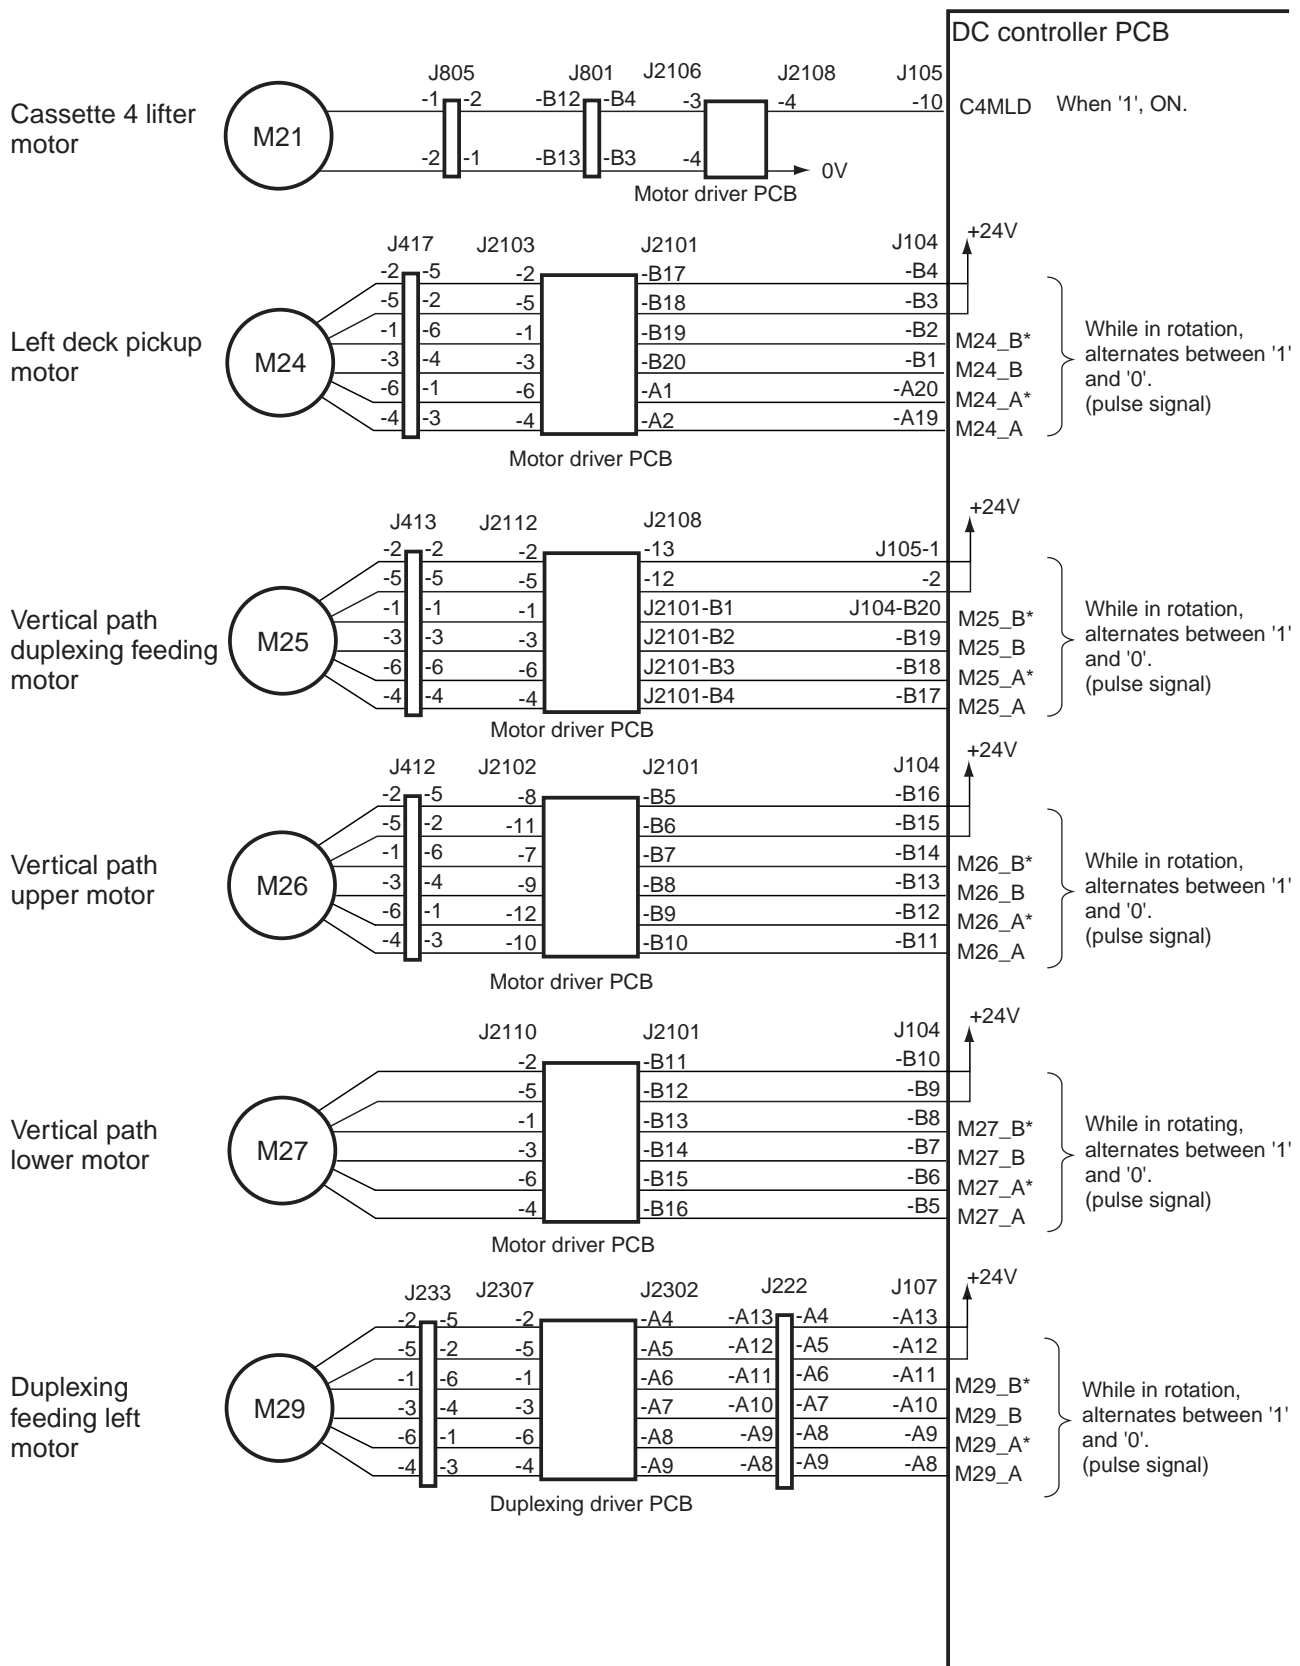 DC controller PCB
J805 J801 J2106 J2108 J105
Cassette 4 lifter
motor
M21
-1 -2 -B12 -B4 -3 -4 -10 C4MLD When '1', ON.
-2 -1 -B13 -B3 -4 0V
Motor driver PCB
J417 J2103 J2101 J104 +24V
Left deck pickup
motor
M24
-2 -5 -2 -B17 -B4
-5 -2 -5 -B18 -B3
-1 -6 -1 -B19 -B2 M24_B*
-3 -4 -3 -B20 -B1 M24_B
-6 -1 -6 -A1 -A20 M24_A*
-4 -3 -4 -A2 -A19 M24_A
While in rotation,
alternates between '1'
and '0'.
(pulse signal)
Motor driver PCB
J413 J2112 J2108 +24V
Vertical path
duplexing feeding
motor
M25
-2 -2 -2 -13 J105-1
-5 -5 -5 -12 -2
-1 -1 -1 J2101-B1 J104-B20 M25_B*
-3 -3 -3 J2101-B2 -B19 M25_B
-6 -6 -6 J2101-B3 -B18 M25_A*
-4 -4 -4 J2101-B4 -B17 M25_A
While in rotation,
alternates between '1'
and '0'.
(pulse signal)
Motor driver PCB
J412 J2102 J2101 J104 +24V
Vertical path
upper motor
M26
-2 -5 -8 -B5 -B16
-5 -2 -11 -B6 -B15
-1 -6 -7 -B7 -B14 M26_B*
-3 -4 -9 -B8 -B13 M26_B
-6 -1 -12 -B9 -B12 M26_A*
-4 -3 -10 -B10 -B11 M26_A
While in rotation,
alternates between '1'
and '0'.
(pulse signal)
Motor driver PCB
J2110 J2101 J104 +24V
Vertical path
lower motor
M27
-2 -B11 -B10
-5 -B12 -B9
-1 -B13 -B8 M27_B*
-3 -B14 -B7 M27_B
-6 -B15 -B6 M27_A*
-4 -B16 -B5 M27_A
While in rotating,
alternates between '1'
and '0'.
(pulse signal)
Motor driver PCB
J233 J2307 J2302 J222 J107 +24V
Duplexing
feeding left
motor
M29
-2 -5 -2 -A4 -A13 -A4 -A13
-5 -2 -5 -A5 -A12 -A5 -A12
-1 -6 -1 -A6 -A11 -A6 -A11 M29_B*
-3 -4 -3 -A7 -A10 -A7 -A10 M29_B
-6 -1 -6 -A8 -A9 -A8 -A9 M29_A*
-4 -3 -4 -A9 -A8 -A9 -A8 M29_A
While in rotation,
alternates between '1'
and '0'.
(pulse signal)
Duplexing driver PCB